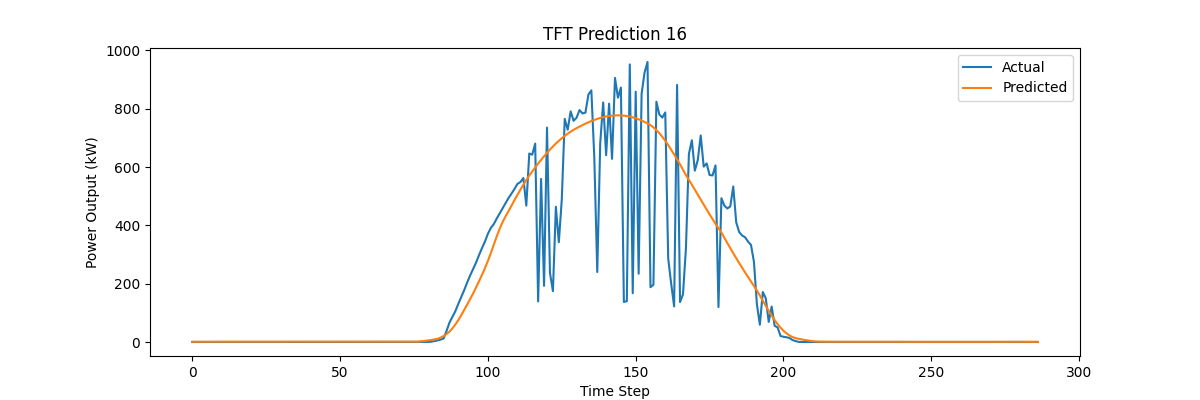 TFT Prediction 16
1000
800
600
400
200
0
Power Output (kW)
Actual
Predicted
0 50 100 150 200 250 300
Time Step